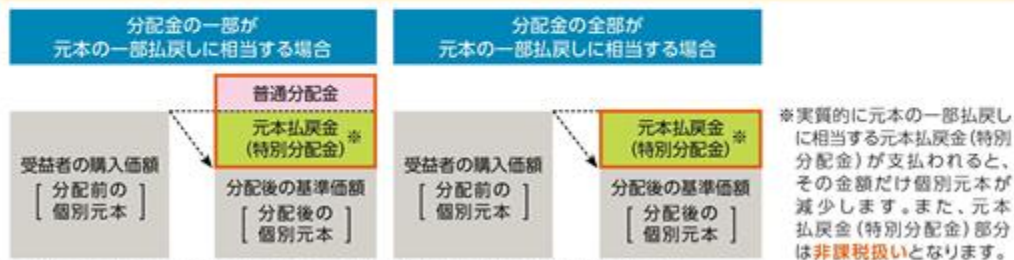 分配金の一部が
元本の一部払戻しに相当する場合
普通分配金
元本払戻金
(特別分配金)※
受益者の購入価額
[分配前の
個別元本]
分配後の基準価額
[分配後の
個別元本]
分配金の全部が
元本の一部払戻しに相当する場合
元本払戻金
(特別分配金)※
受益者の購入価額
[分配前の
個別元本]
分配後の基準価額
[分配後の
個別元本]
※実質的に元本の一部払戻し
に相当する元本払戻金(特別
分配金)が支払われると、
その金額だけ個別元本が
減少します。また、元本
払戻金(特別分配金)部分
は非課税扱いとなります。